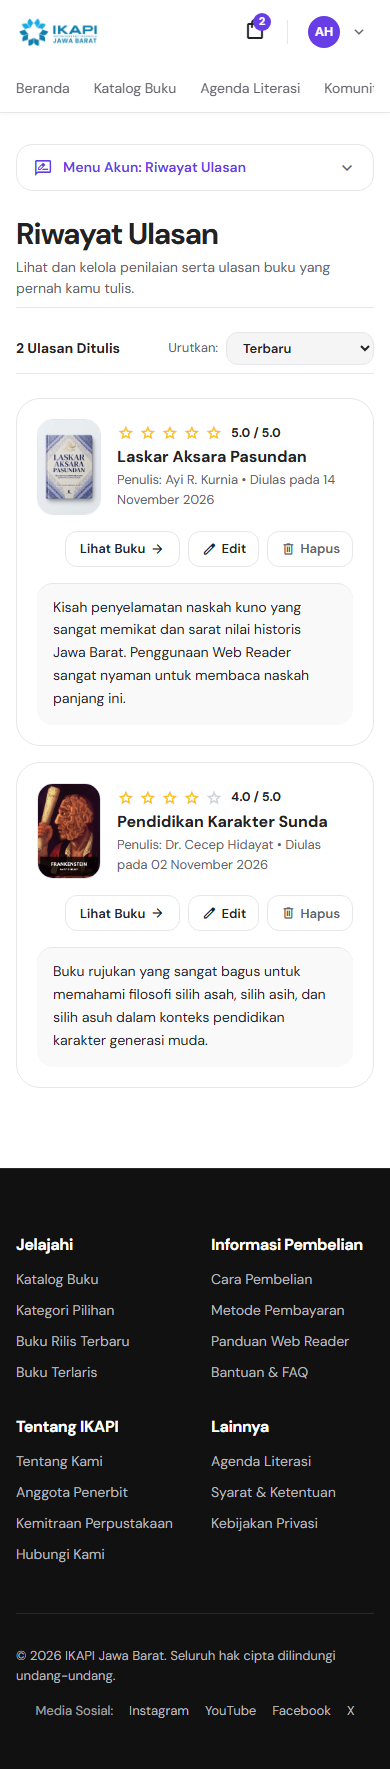 IKAPI
JAWA BARAT
2
AH
Beranda
Katalog Buku
Agenda Literasi
Komunit
Menu Akun: Riwayat Ulasan
Riwayat Ulasan
Lihat dan kelola penilaian serta ulasan buku yang
pernah kamu tulis.
2 Ulasan Ditulis
Urutkan:
Terbaru
5.0 / 5.0
LASKAR
AKSARA
PASUNDAN
Laskar Aksara Pasundan
Penulis: Ayi R. Kurnia • Diulas pada 14
November 2026
Lihat Buku →
Edit
Hapus
Kisah penyelamatan naskah kuno yang
sangat memikat dan sarat nilai historis
Jawa Barat. Penggunaan Web Reader
sangat nyaman untuk membaca naskah
panjang ini.
4.0 / 5.0
FRANKENSTEIN
Pendidikan Karakter Sunda
Penulis: Dr. Cecep Hidayat • Diulas
pada 02 November 2026
Lihat Buku →
Edit
Hapus
Buku rujukan yang sangat bagus untuk
memahami filosofi silih asah, silih asih, dan
silih asuh dalam konteks pendidikan
karakter generasi muda.
Jelajahi
Katalog Buku
Kategori Pilihan
Buku Rilis Terbaru
Buku Terlaris
Informasi Pembelian
Cara Pembelian
Metode Pembayaran
Panduan Web Reader
Bantuan & FAQ
Tentang IKAPI
Tentang Kami
Anggota Penerbit
Kemitraan Perpustakaan
Hubungi Kami
Lainnya
Agenda Literasi
Syarat & Ketentuan
Kebijakan Privasi
© 2026 IKAPI Jawa Barat. Seluruh hak cipta dilindungi
undang-undang.
Media Sosial:
Instagram
YouTube
Facebook
X